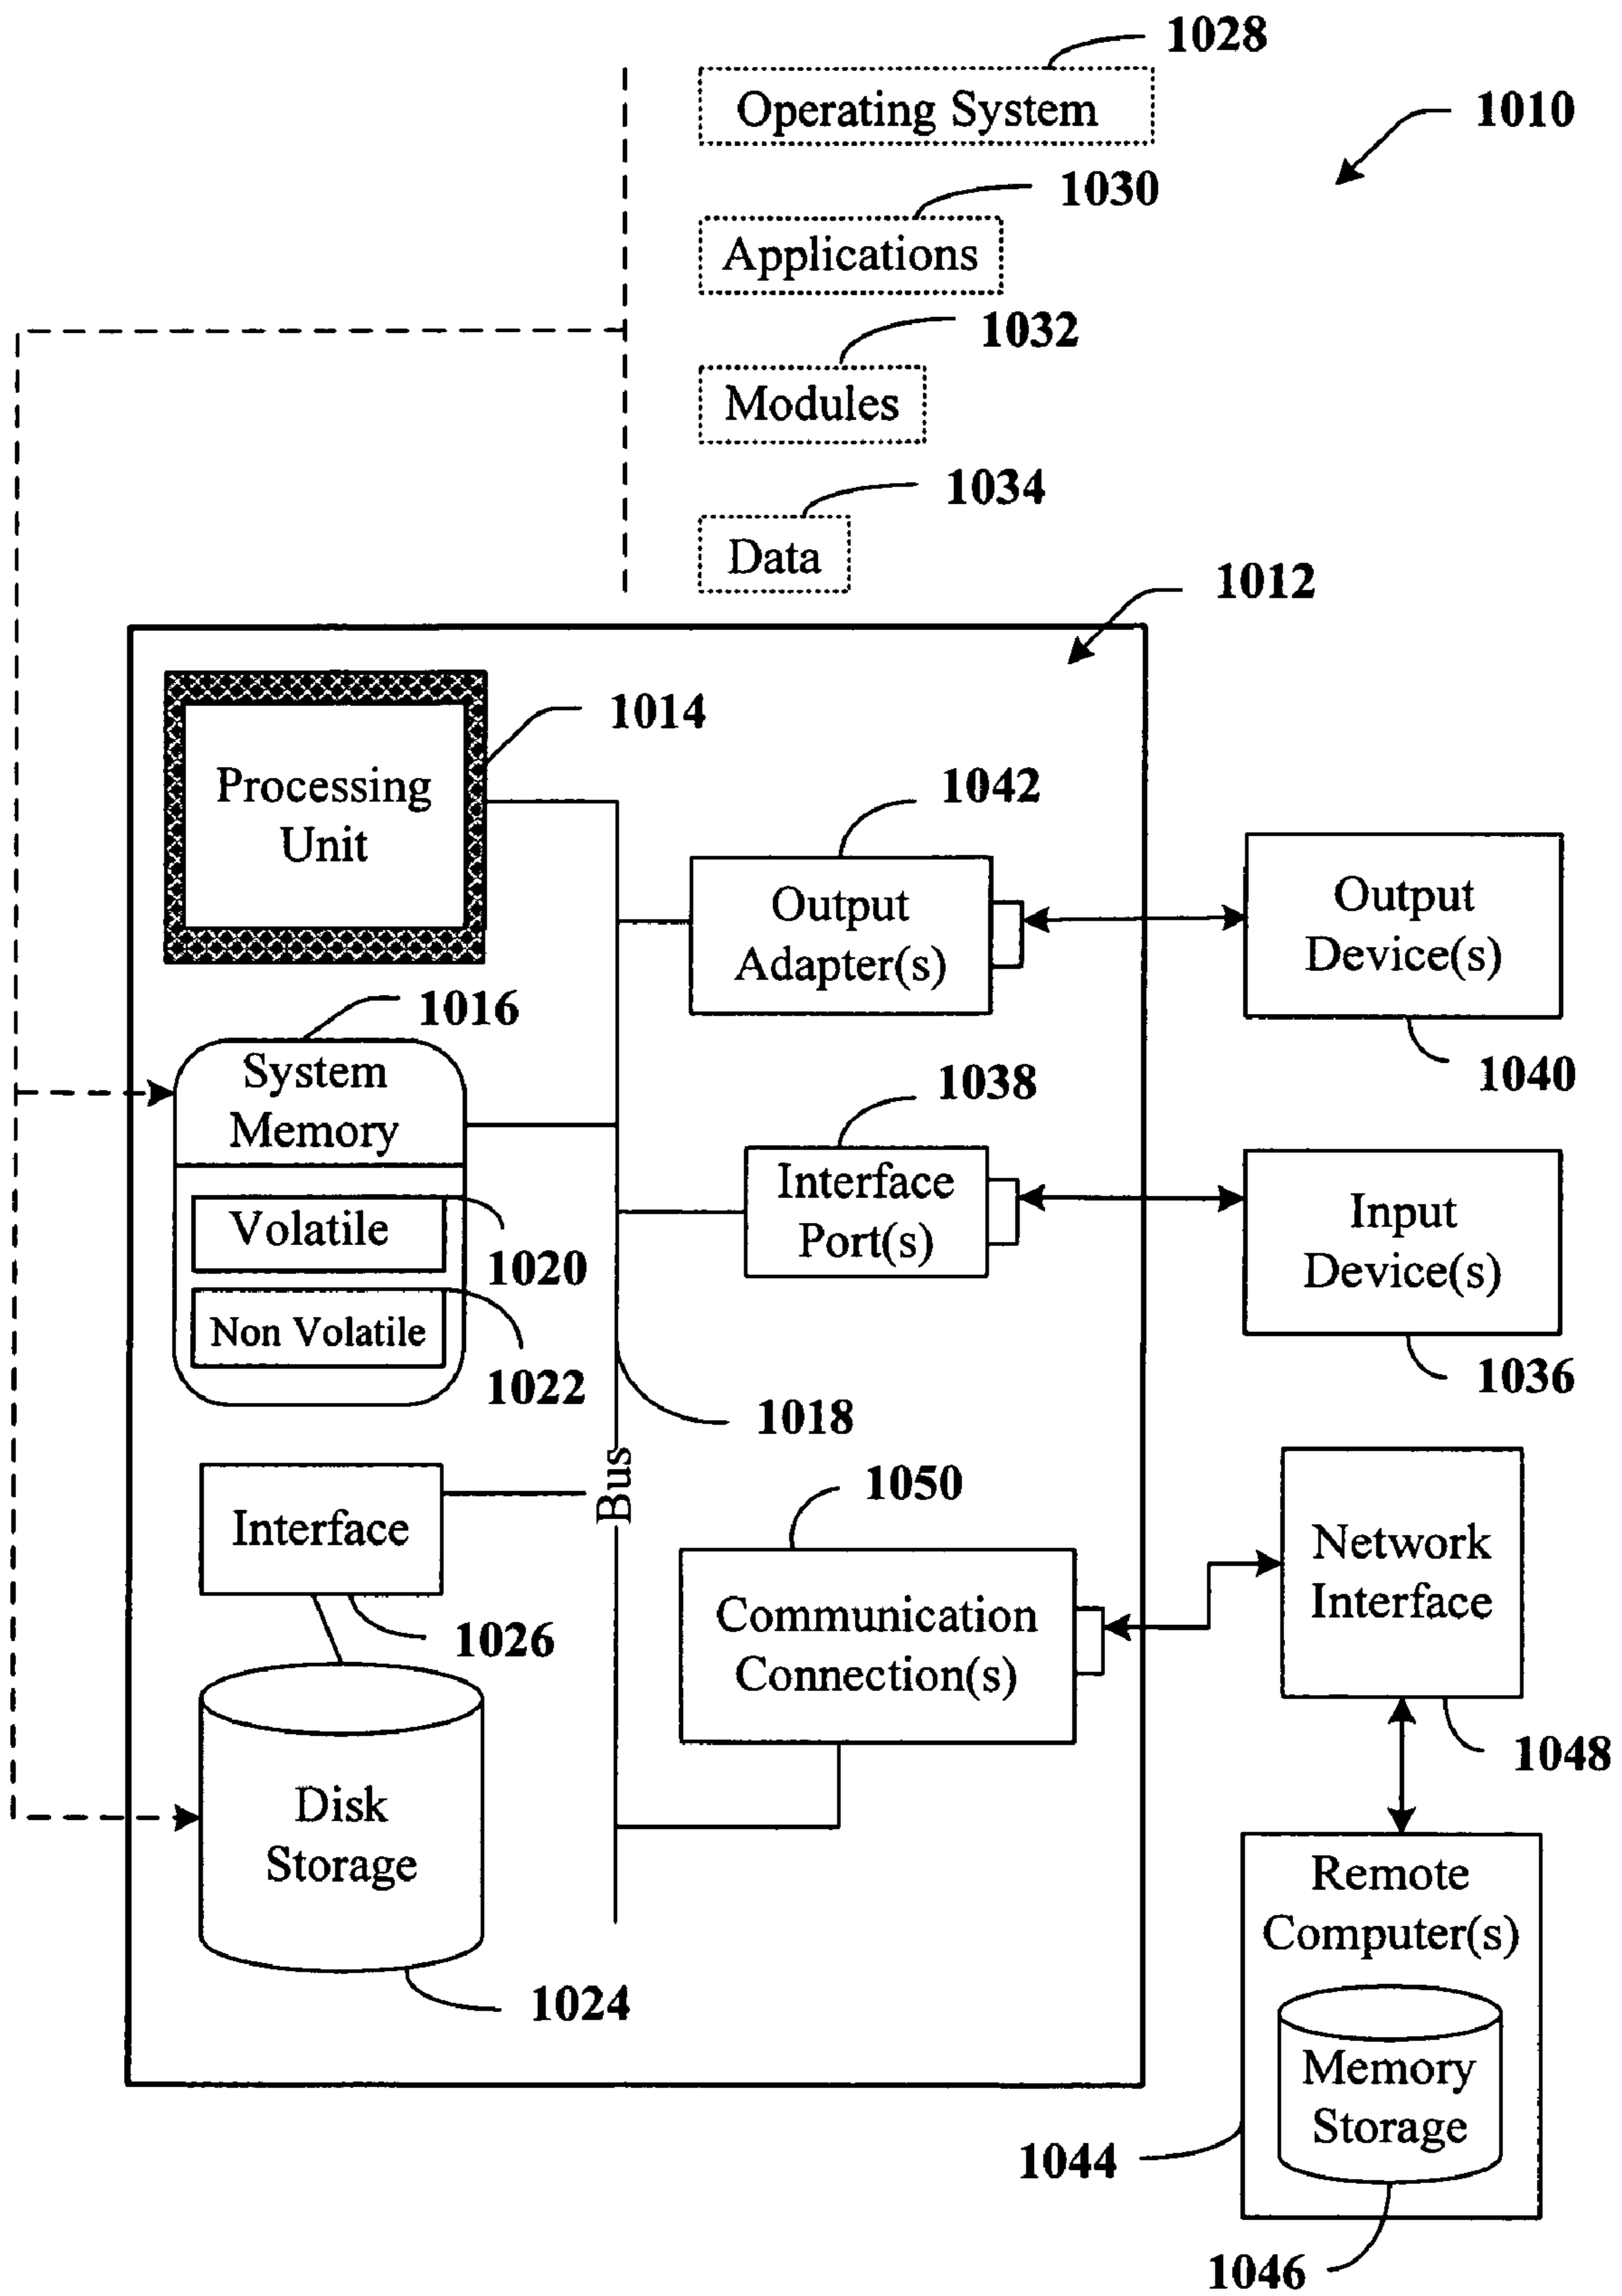 1028
Operating System
1010
1030
Applications
1032
Modules
1034
Data
1012
1014
Processing
Unit
1042
Output
Adapter(s)
Output
Device(s)
1040
1016
System
Memory
1038
Interface
Port(s)
Input
Device(s)
1036
Volatile
1020
Non Volatile
1022
1018
Bus
Interface
1026
1050
Communication
Connection(s)
Network
Interface
1048
Disk
Storage
1024
Remote
Computer(s)
Memory
Storage
1044
1046